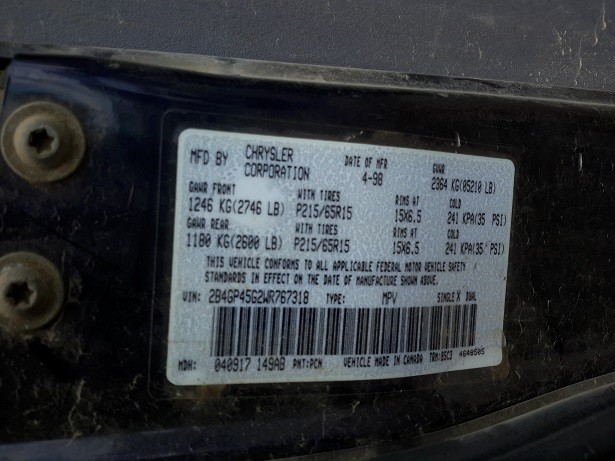 MFD BY CHRYSLER CORPORATION DATE OF MFR 4-98 GVWR 2364 KG(05210 LB)
GAWR FRONT WITH TIRES RIMS AT COLD
1246 KG(2746 LB) P215/65R15 15X6.5 241 KPA(35 PSI)
GAWR REAR WITH TIRES RIMS AT COLD
1180 KG(2600 LB) P215/65R15 15X6.5 241 KPA(35 PSI)
THIS VEHICLE CONFORMS TO ALL APPLICABLE FEDERAL MOTOR VEHICLE SAFETY
STANDARDS IN EFFECT ON THE DATE OF MANUFACTURE SHOWN ABOVE.
VIN: 2B4GP45G2WR767318 TYPE: MPV SINGLE X DUAL
MDH: 040917 149AB PNT:PCN VEHICLE MADE IN CANADA TRM:E5C3 4648505